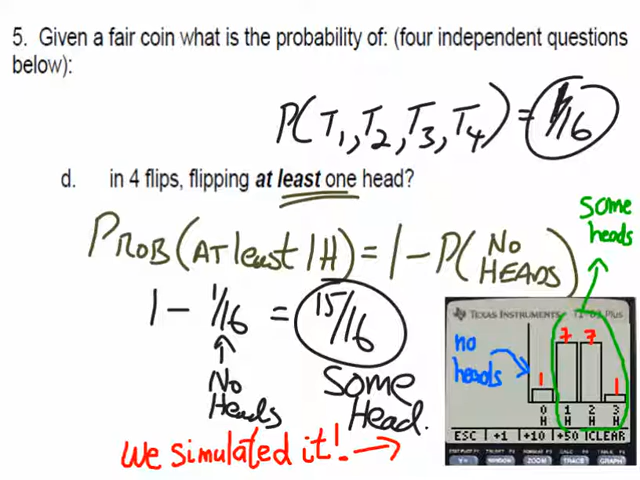 5. Given a fair coin what is the probability of: (four independent questions
below):
P(T1, T2, T3, T4) = 1/16
d. in 4 flips, flipping at least one head?
PROB(AT least 1 H) = 1 - P(NO HEADS)
1 - 1/16 = 15/16
NO
Heads
Some
Head.
We simulated it!
Some
heads
TEXAS INSTRUMENTS
Plus
no
heads
1 7 7 1
0 1 2 3
H H H H
ESC +1 +10 +50 CLEAR
Y= WINDOW ZOOM TRACE GRAPH